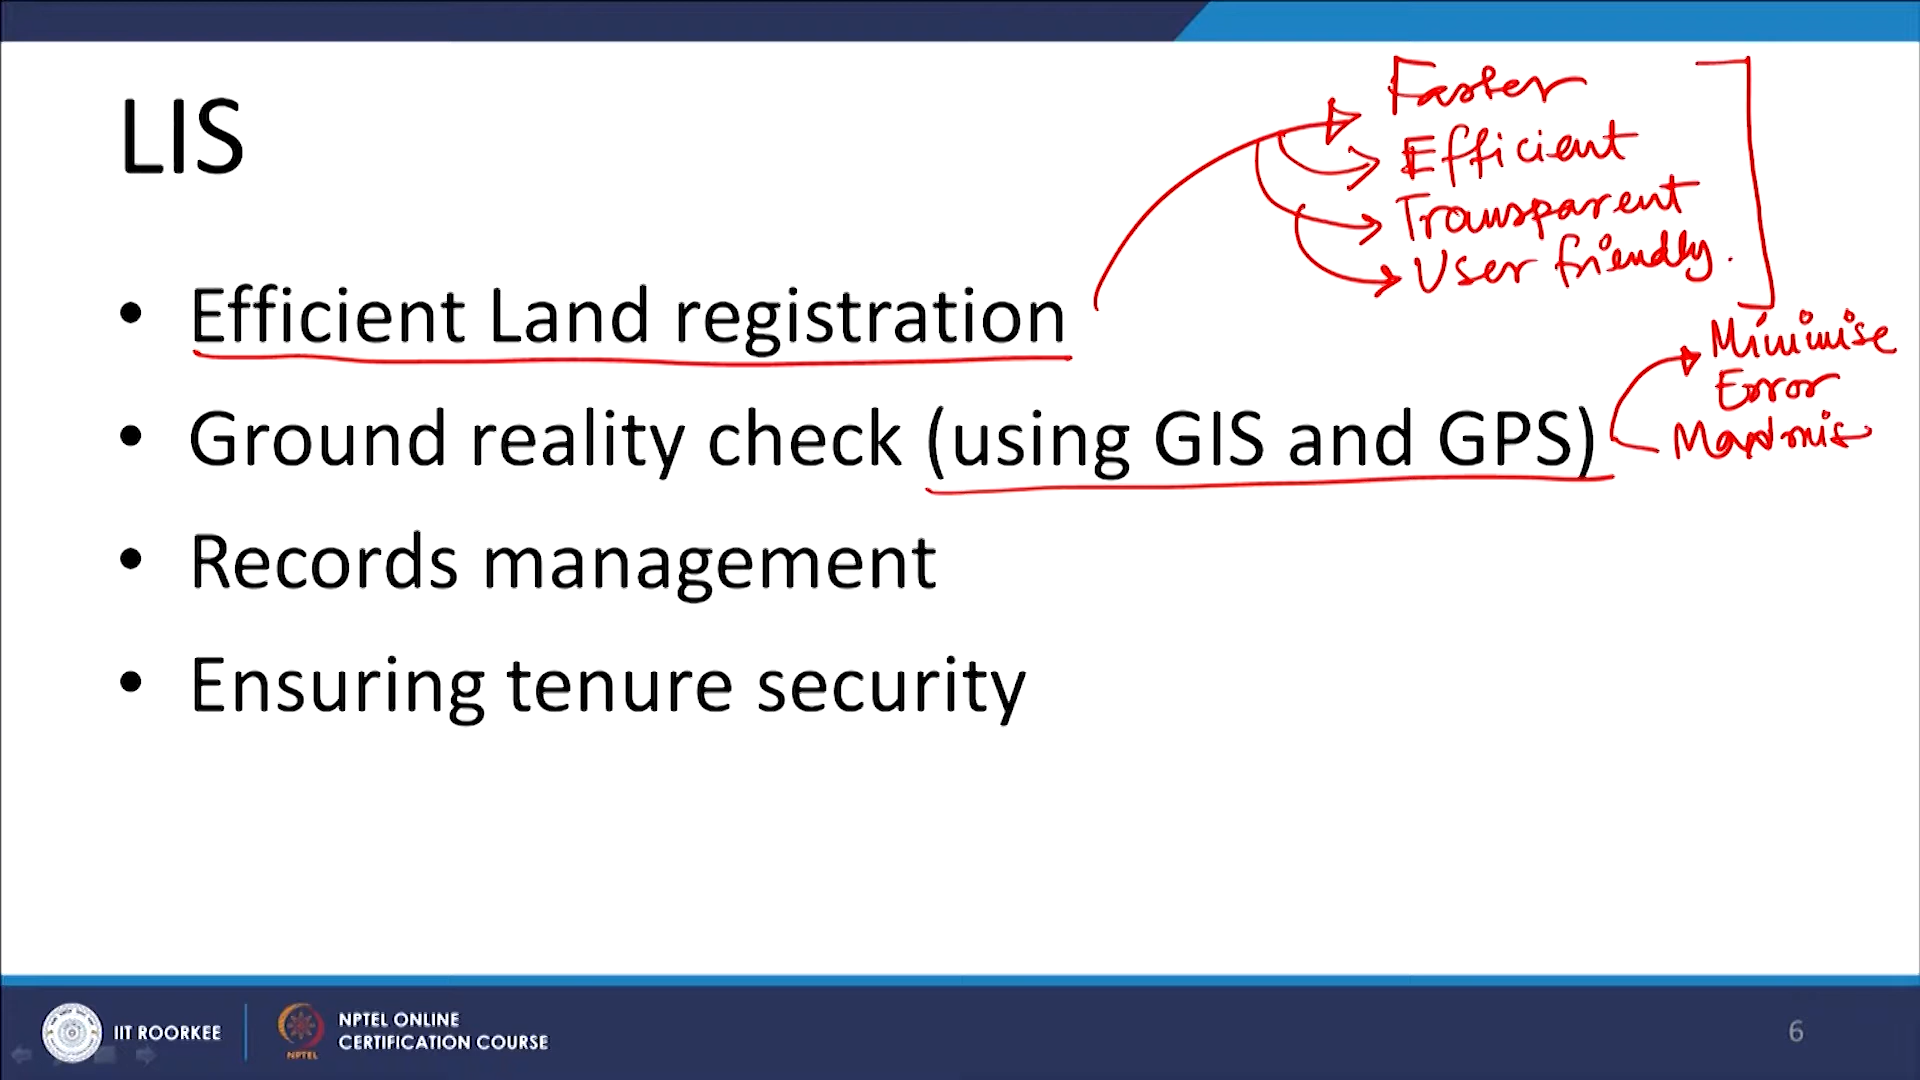 LIS
Faster
Efficient
Transparent
User friendly.
• Efficient Land registration
Minimise
Error
• Ground reality check (using GIS and GPS)
• Records management
• Ensuring tenure security
IIT ROORKEE
NPTEL
NPTEL ONLINE
CERTIFICATION COURSE
6